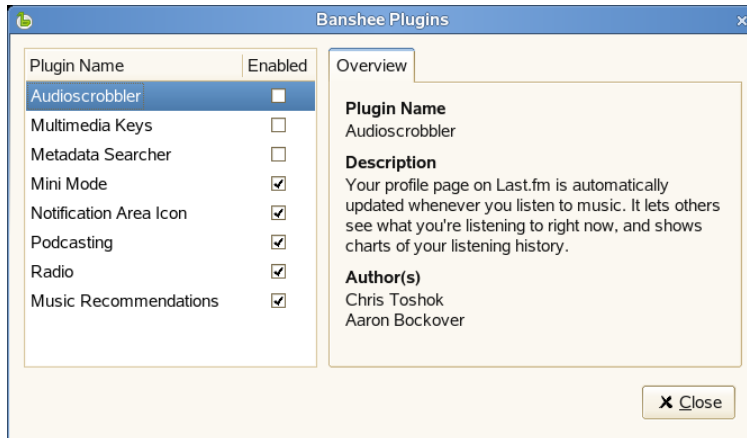 Banshee Plugins
Plugin Name Enabled
Audioscrobbler
Multimedia Keys
Metadata Searcher
Mini Mode
Notification Area Icon
Podcasting
Radio
Music Recommendations
Overview
Plugin Name
Audioscrobbler
Description
Your profile page on Last.fm is automatically
updated whenever you listen to music. It lets others
see what you're listening to right now, and shows
charts of your listening history.
Author(s)
Chris Toshok
Aaron Bockover
Close